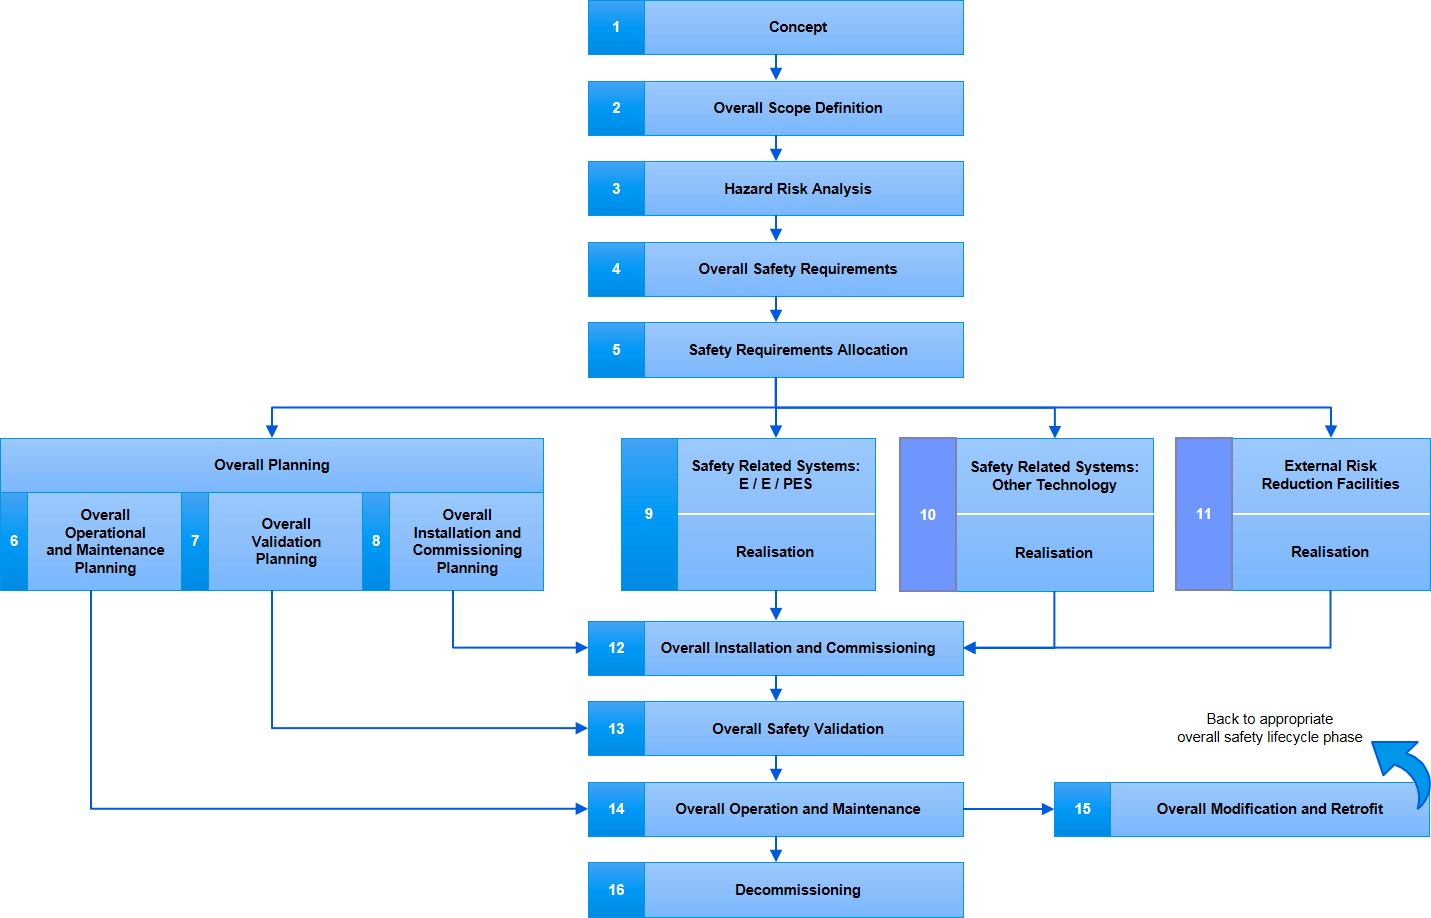 1
Concept
2
Overall Scope Definition
3
Hazard Risk Analysis
4
Overall Safety Requirements
5
Safety Requirements Allocation
Overall Planning
6
Overall
Operational
and Maintenance
Planning
7
Overall
Validation
Planning
8
Overall
Installation and
Commissioning
Planning
9
Safety Related Systems:
E / E / PES
Realisation
10
Safety Related Systems:
Other Technology
Realisation
11
External Risk
Reduction Facilities
Realisation
12
Overall Installation and Commissioning
13
Overall Safety Validation
Back to appropriate
overall safety lifecycle phase
14
Overall Operation and Maintenance
15
Overall Modification and Retrofit
16
Decommissioning